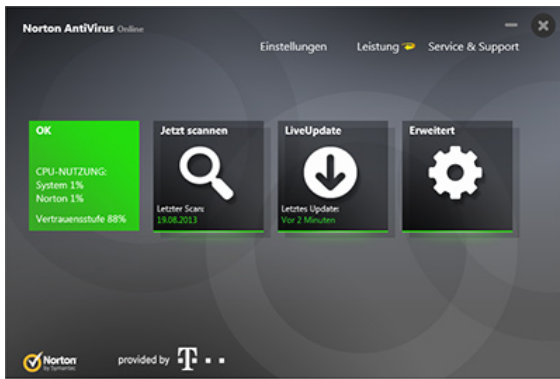 Norton AntiVirus Online
Einstellungen Leistung Service & Support
OK
CPU-NUTZUNG:
System 1%
Norton 1%
Vertrauensstufe 88%
Jetzt scannen
Letzter Scan:
19.08.2013
LiveUpdate
Letztes Update:
Vor 2 Minuten
Erweitert
Norton
by Symantec
provided by T